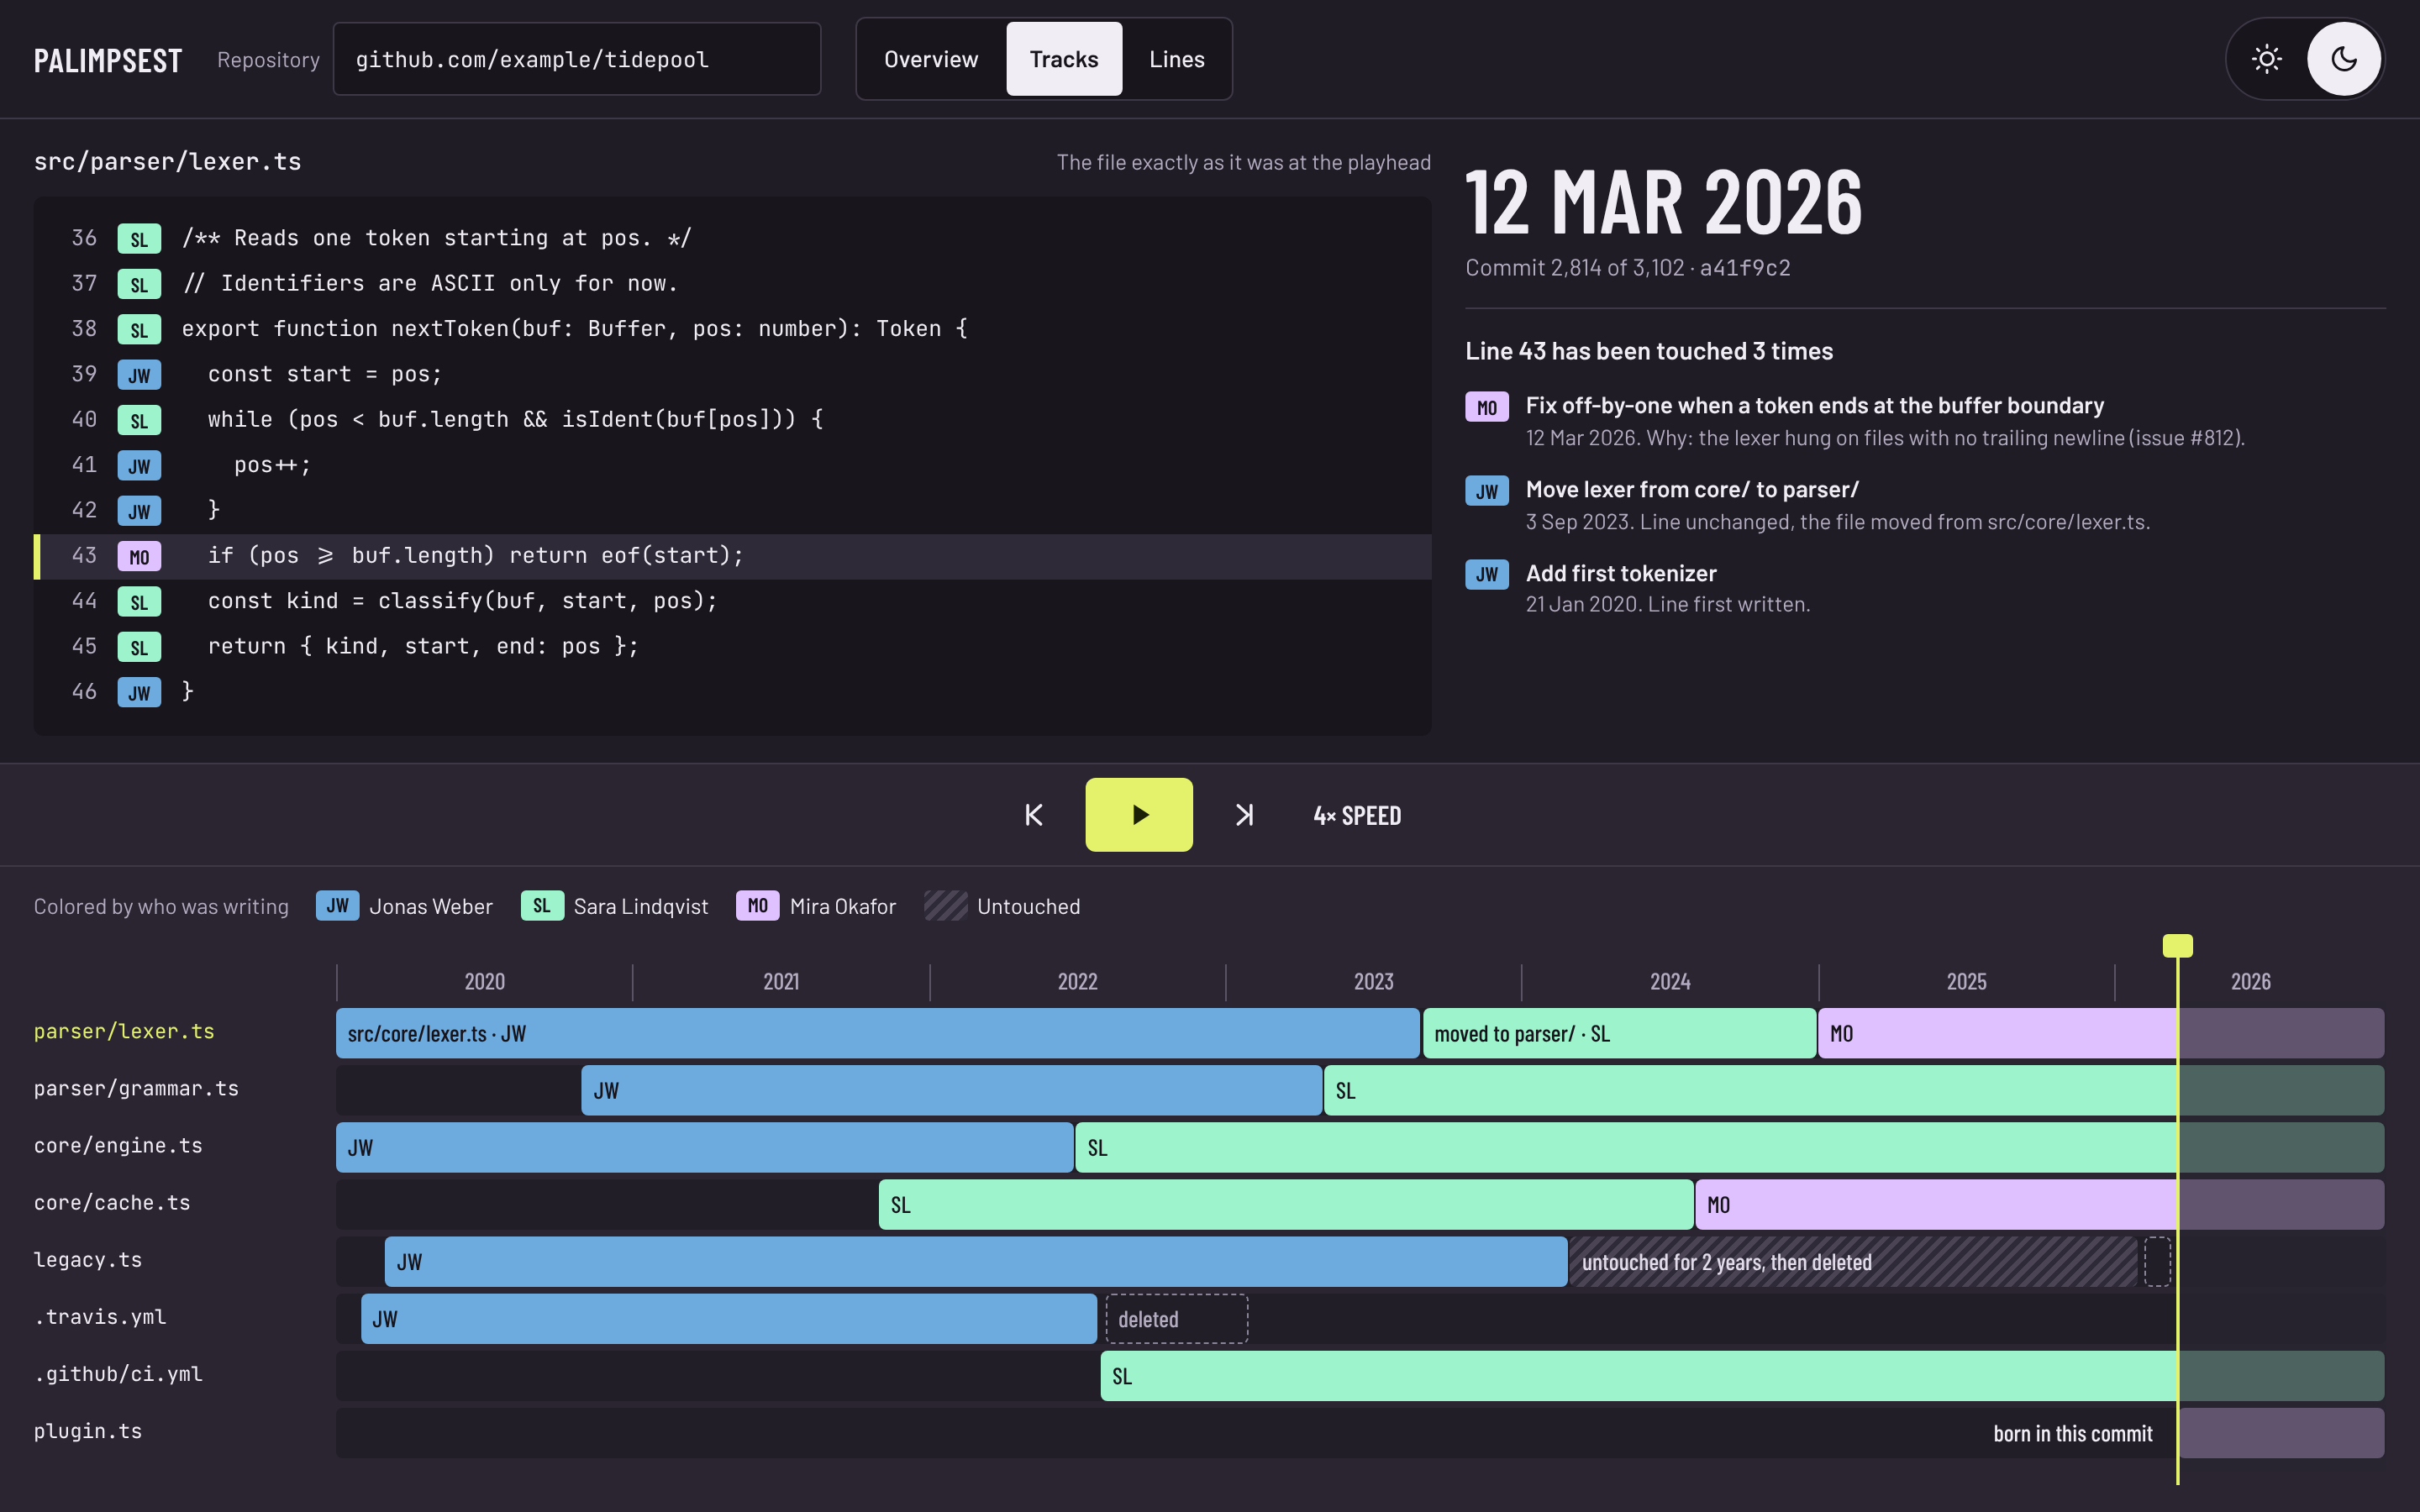 PALIMPSEST
Repository
github.com/example/tidepool
Overview
Tracks
Lines
src/parser/lexer.ts
The file exactly as it was at the playhead
36 SL /** Reads one token starting at pos. */
37 SL // Identifiers are ASCII only for now.
38 SL export function nextToken(buf: Buffer, pos: number): Token {
39 JW const start = pos;
40 SL while (pos < buf.length && isIdent(buf[pos])) {
41 JW pos++;
42 JW }
43 MO if (pos >= buf.length) return eof(start);
44 SL const kind = classify(buf, start, pos);
45 SL return { kind, start, end: pos };
46 JW }
12 MAR 2026
Commit 2,814 of 3,102 · a41f9c2
Line 43 has been touched 3 times
MO Fix off-by-one when a token ends at the buffer boundary
12 Mar 2026. Why: the lexer hung on files with no trailing newline (issue #812).
JW Move lexer from core/ to parser/
3 Sep 2023. Line unchanged, the file moved from src/core/lexer.ts.
JW Add first tokenizer
21 Jan 2020. Line first written.
4× SPEED
Colored by who was writing JW Jonas Weber SL Sara Lindqvist MO Mira Okafor Untouched
2020 2021 2022 2023 2024 2025 2026
parser/lexer.ts src/core/lexer.ts · JW moved to parser/ · SL MO
parser/grammar.ts JW SL
core/engine.ts JW SL
core/cache.ts SL MO
legacy.ts JW untouched for 2 years, then deleted
.travis.yml JW deleted
.github/ci.yml SL
plugin.ts born in this commit